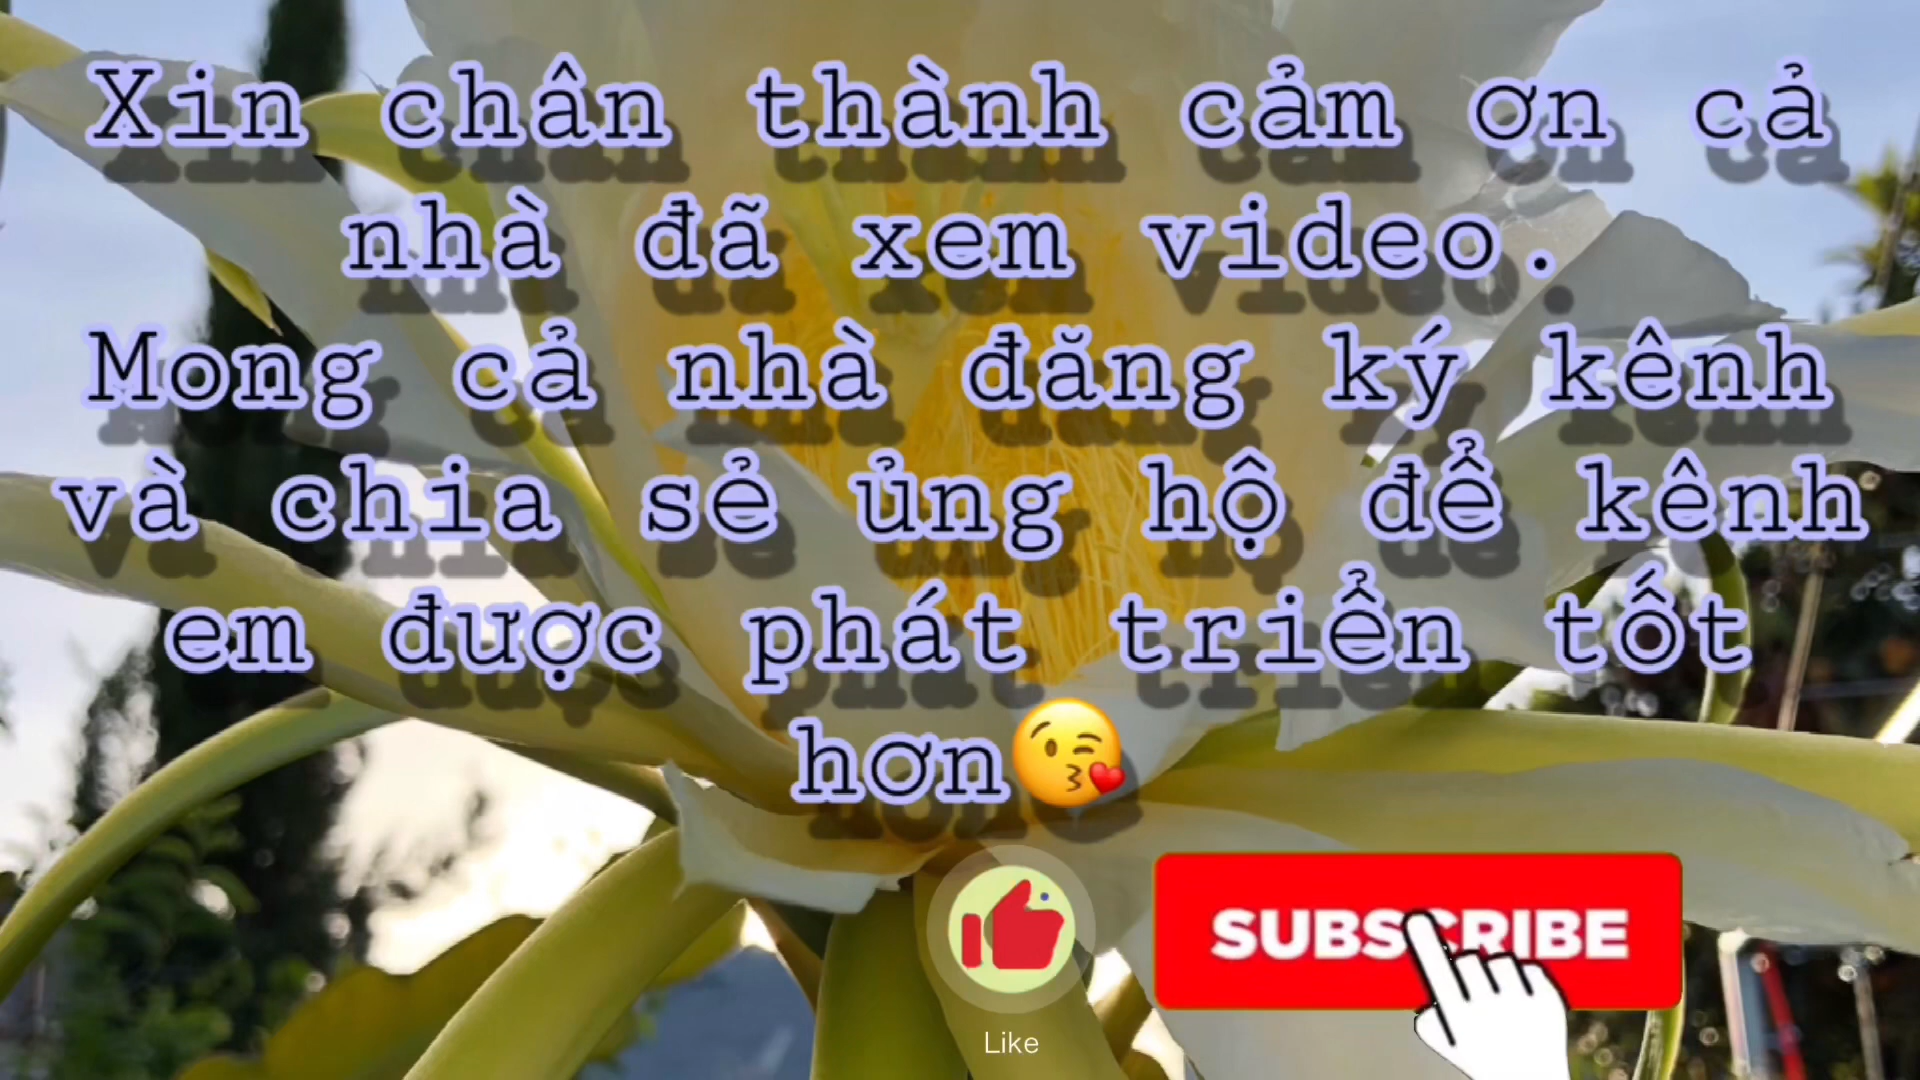 Xin chân thành cảm ơn cả
nhà đã xem video.
Mong cả nhà đăng ký kênh
và chia sẻ ủng hộ để kênh
em được phát triển tốt
hơn😘
SUBSCRIBE
Like